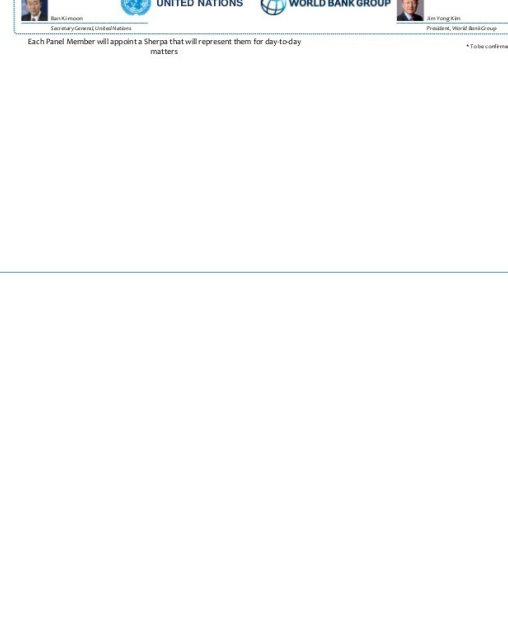 UNITED NATIONS
WORLD BANK GROUP
Ban Ki moon
Jim Yong Kim
Secretary General, United Nations
President, World Bank Group
Each Panel Member will appoint a Sherpa that will represent them for day-to-day
matters
* To be confirme